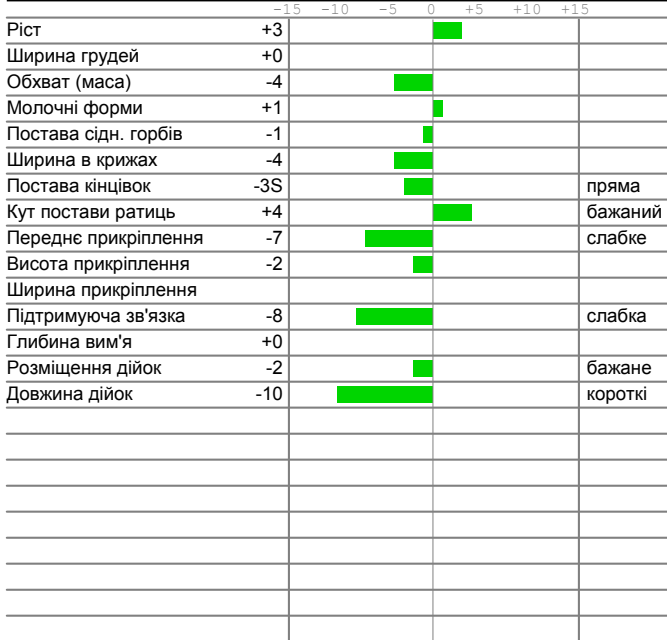 -15 -10 -5 0 +5 +10 +15
Ріст +3
Ширина грудей +0
Обхват (маса) -4
Молочні форми +1
Постава сідн. горбів -1
Ширина в крижах -4
Постава кінцівок -3S пряма
Кут постави ратиць +4 бажаний
Переднє прикріплення -7 слабке
Висота прикріплення -2
Ширина прикріплення
Підтримуюча зв'язка -8 слабка
Глибина вим'я +0
Розміщення дійок -2 бажане
Довжина дійок -10 короткі